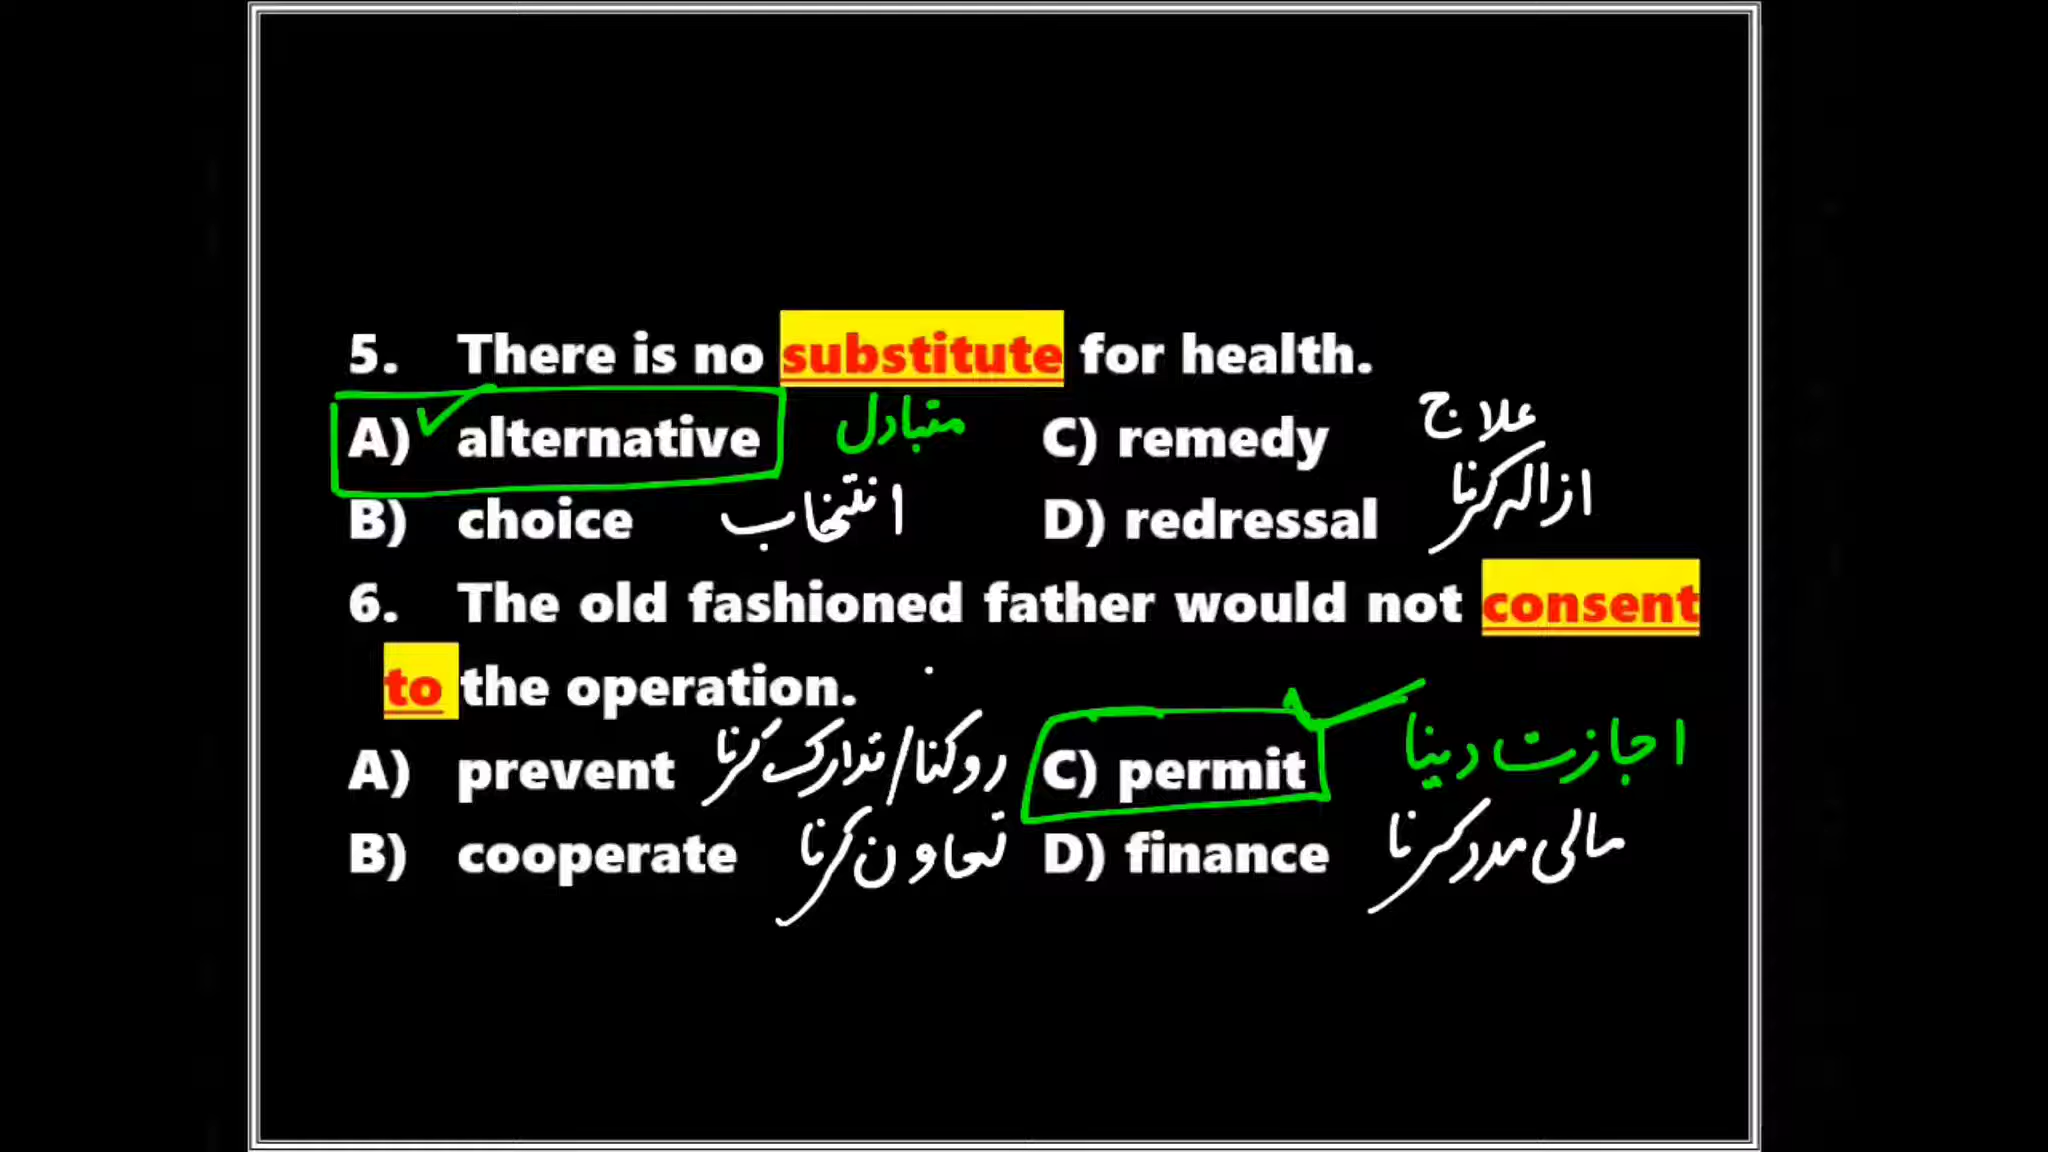 5. There is no substitute for health.
A) alternative متبادل C) remedy علاج
B) choice انتخاب D) redressal ازالہ کرنا
6. The old fashioned father would not consent
to the operation.
A) prevent روکنا/تدارک کرنا C) permit اجازت دینا
B) cooperate تعاون کرنا D) finance مالی مدد کرنا